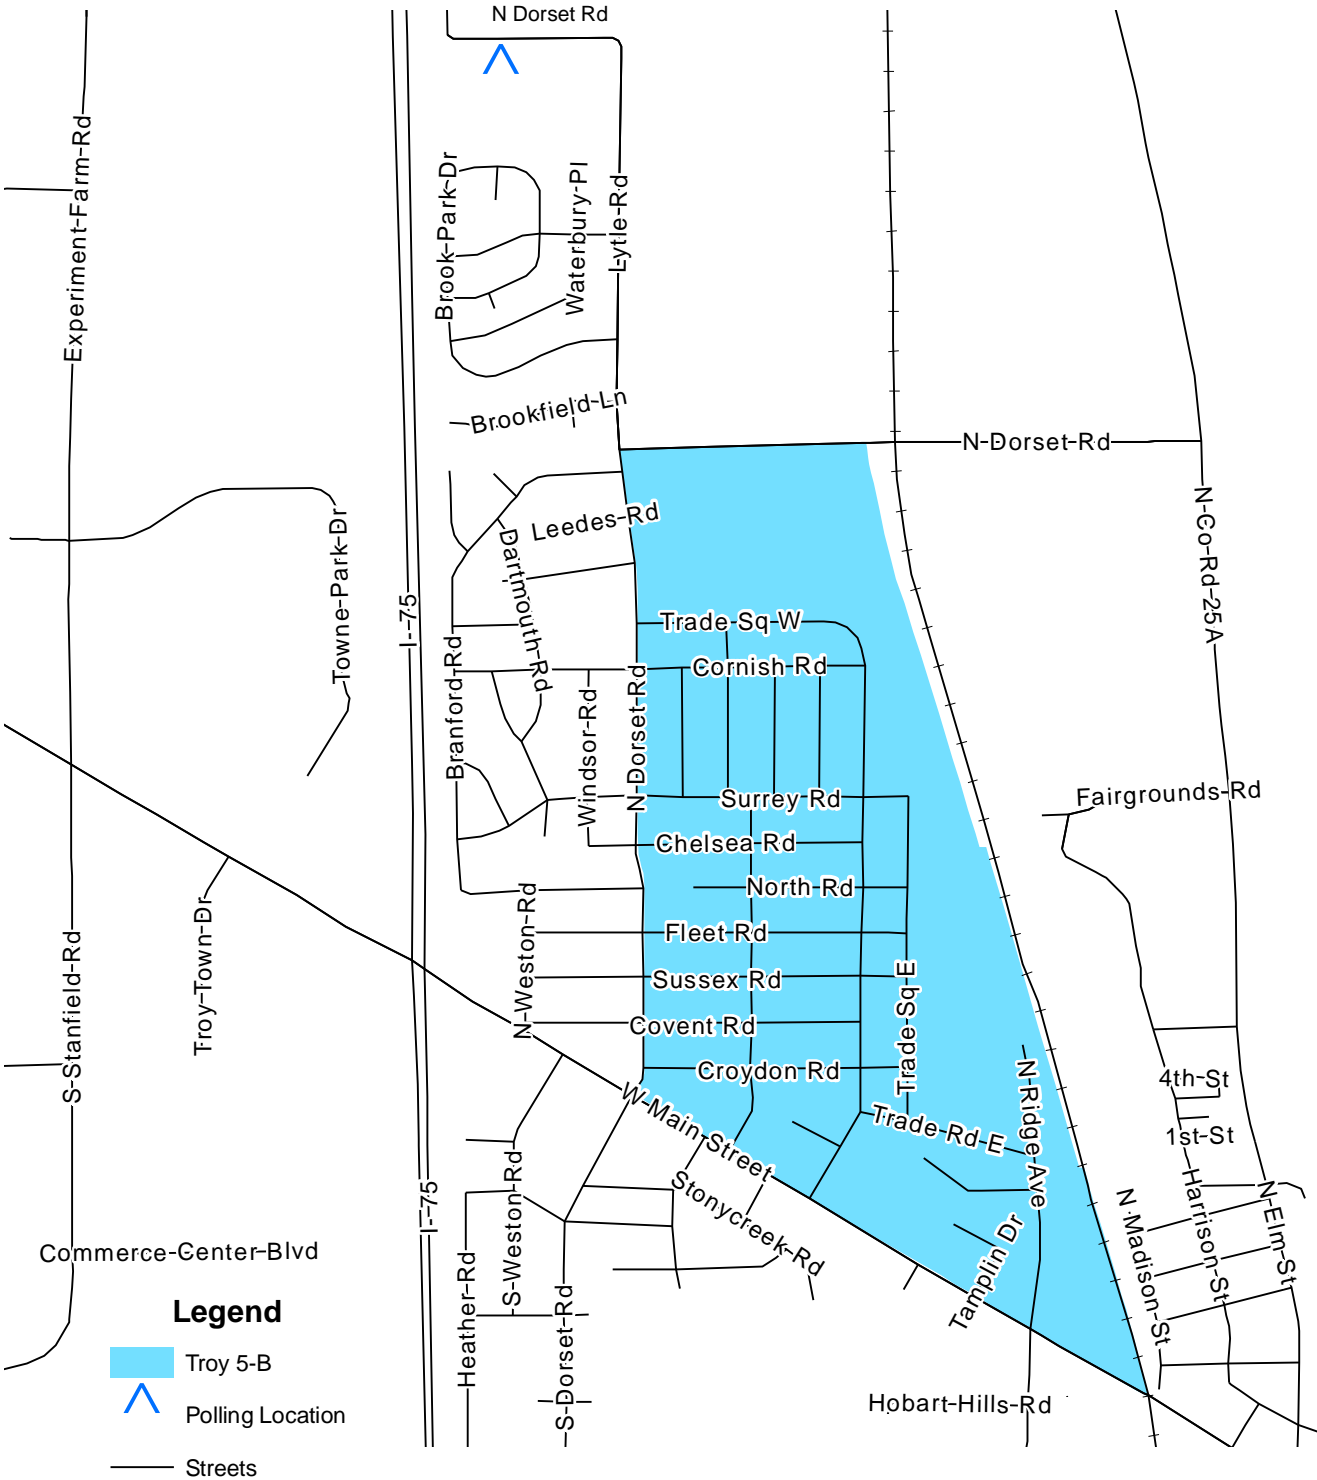 N Dorset Rd
Experiment Farm Rd
Brook Park Dr
Waterbury Pl
Lytle Rd
Brookfield Ln
N Dorset Rd
Leedes Rd
Dartmouth Rd
Towne Park Dr
N Co Rd 25A
I-75
Trade Sq W
Cornish Rd
Branford Rd
Windsor Rd
N Dorset Rd
Surrey Rd
Fairgrounds Rd
Chelsea Rd
North Rd
Troy Town Dr
N Weston Rd
Fleet Rd
S Stanfield Rd
Sussex Rd
Trade Sq E
Covent Rd
Croydon Rd
W Main Street
Trade Rd E
N Ridge Ave
4th St
1st St
I-75
S Weston Rd
Stonycreek Rd
Tamplin Dr
N Madison St
Harrison St
N Elm St
Commerce Center Blvd
Heather Rd
S Dorset Rd
Hobart Hills Rd
Legend
Troy 5-B
Polling Location
Streets